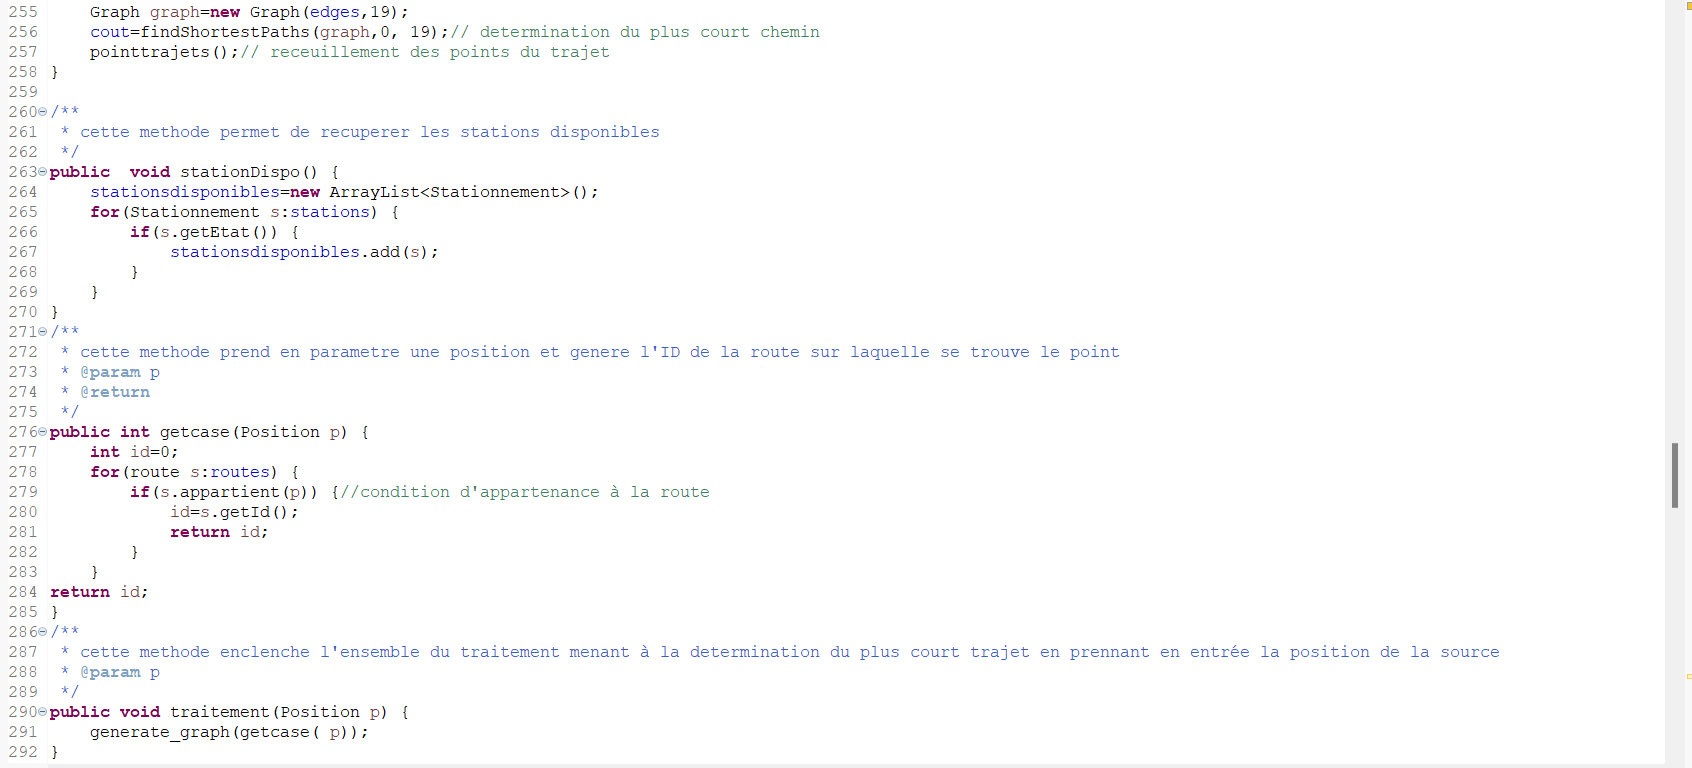 255     Graph graph=new Graph(edges,19);
256     cout=findShortestPaths(graph,0, 19);// determination du plus court chemin
257     pointtrajets();// receuillement des points du trajet
258 }
259
260 /**
261  * cette methode permet de recuperer les stations disponibles
262  */
263 public  void stationDispo() {
264     stationsdisponibles=new ArrayList<Stationnement>();
265     for(Stationnement s:stations) {
266         if(s.getEtat()) {
267             stationsdisponibles.add(s);
268         }
269     }
270 }
271 /**
272  * cette methode prend en parametre une position et genere l'ID de la route sur laquelle se trouve le point
273  * @param p
274  * @return
275  */
276 public int getcase(Position p) {
277     int id=0;
278     for(route s:routes) {
279         if(s.appartient(p)) {//condition d'appartenance à la route
280             id=s.getId();
281             return id;
282         }
283     }
284 return id;
285 }
286 /**
287  * cette methode enclenche l'ensemble du traitement menant à la determination du plus court trajet en prennant en entrée la position de la source
288  * @param p
289  */
290 public void traitement(Position p) {
291     generate_graph(getcase( p));
292 }